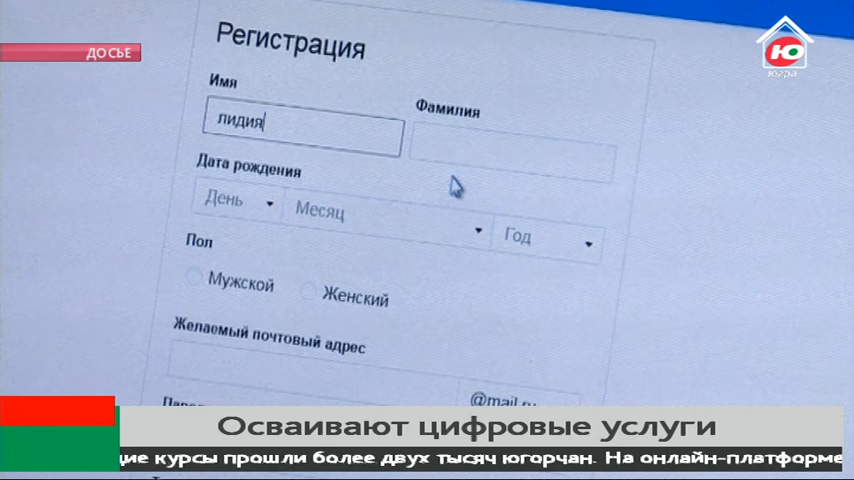 ДОСЬЕ
Ю
югра
Регистрация
Имя
Фамилия
лидия
Дата рождения
День
Месяц
Год
Пол
Мужской
Женский
Желаемый почтовый адрес
@mail.ru
Осваивают цифровые услуги
курсы прошли более двух тысяч югорчан. На онлайн-платформе